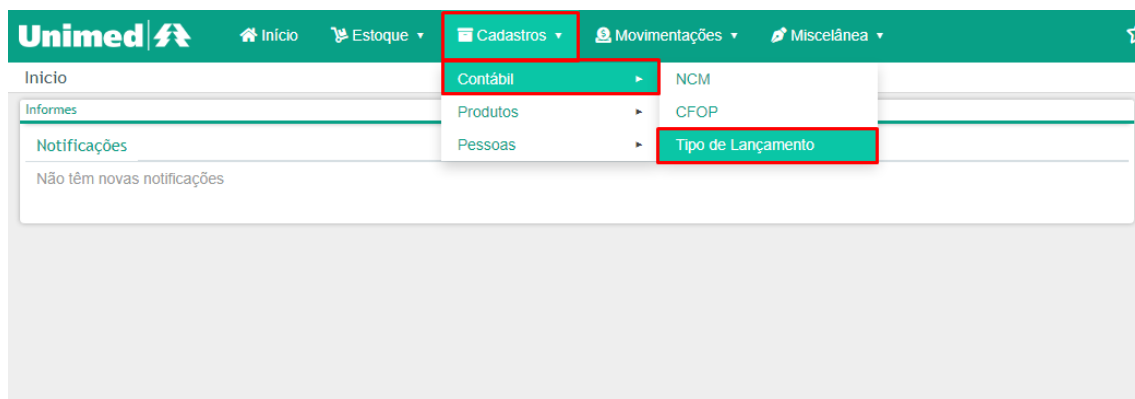 Unimed Início Estoque Cadastros Movimentações Miscelânea
Inicio
Contábil NCM
Informes
Produtos CFOP
Notificações
Pessoas Tipo de Lançamento
Não têm novas notificações